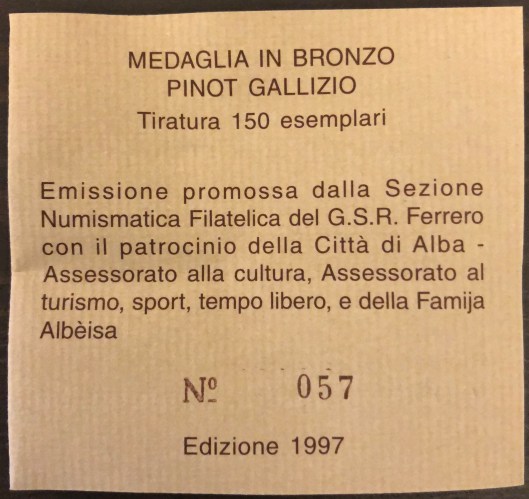 MEDAGLIA IN BRONZO
PINOT GALLIZIO
Tiratura 150 esemplari
Emissione promossa dalla Sezione
Numismatica Filatelica del G.S.R. Ferrero
con il patrocinio della Città di Alba -
Assessorato alla cultura, Assessorato al
turismo, sport, tempo libero, e della Famija
Albèisa
Nº 057
Edizione 1997